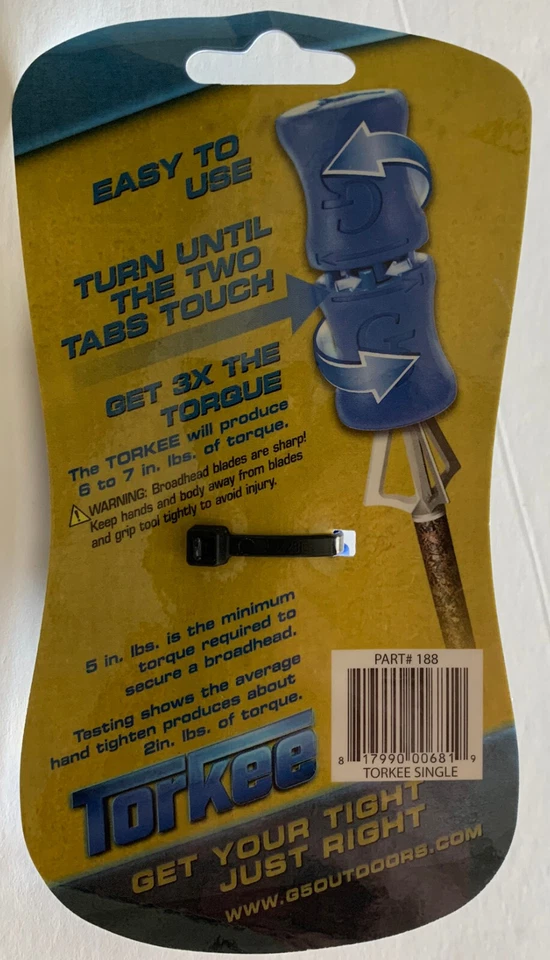 EASY TO
USE
TURN UNTIL
THE TWO
TABS TOUCH
GET 3X THE
TORQUE
The TORKEE will produce
6 to 7 in. lbs. of torque.
WARNING: Broadhead blades are sharp!
Keep hands and body away from blades
and grip tool tightly to avoid injury.
5 in. lbs. is the minimum
torque required to
secure a broadhead.
Testing shows the average
hand tighten produces about
2in. lbs. of torque.
PART# 188
8 17990 00681 9
TORKEE SINGLE
Torkee
GET YOUR TIGHT
JUST RIGHT
WWW.G5OUTDOORS.COM